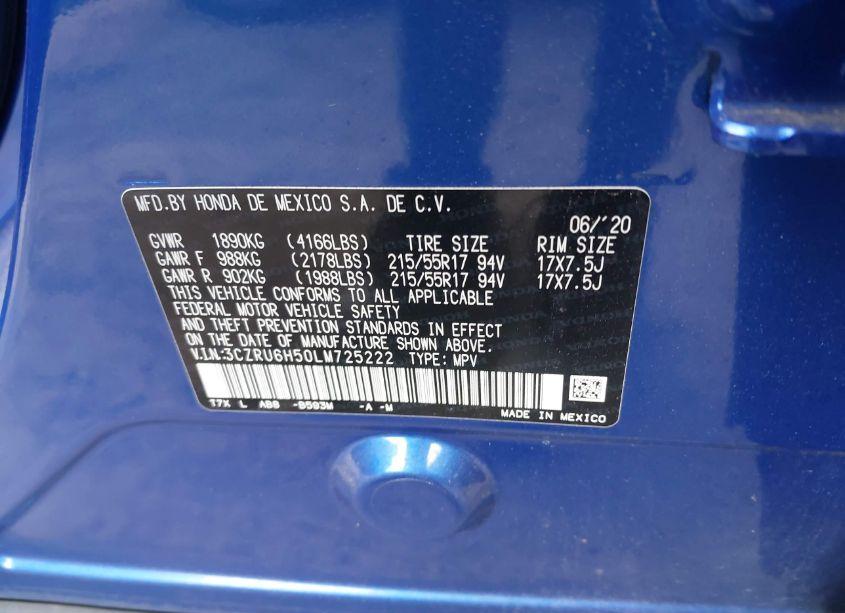 MFD.BY HONDA DE MEXICO S.A. DE C.V.
06/'20
GVWR 1890KG (4166LBS) TIRE SIZE RIM SIZE
GAWR F 988KG (2178LBS) 215/55R17 94V 17X7.5J
GAWR R 902KG (1988LBS) 215/55R17 94V 17X7.5J
THIS VEHICLE CONFORMS TO ALL APPLICABLE
FEDERAL MOTOR VEHICLE SAFETY
AND THEFT PREVENTION STANDARDS IN EFFECT
ON THE DATE OF MANUFACTURE SHOWN ABOVE.
V.I.N:3CZRU6H50LM725222 TYPE: MPV
T7X L AB9 -B593M -A -M
MADE IN MEXICO